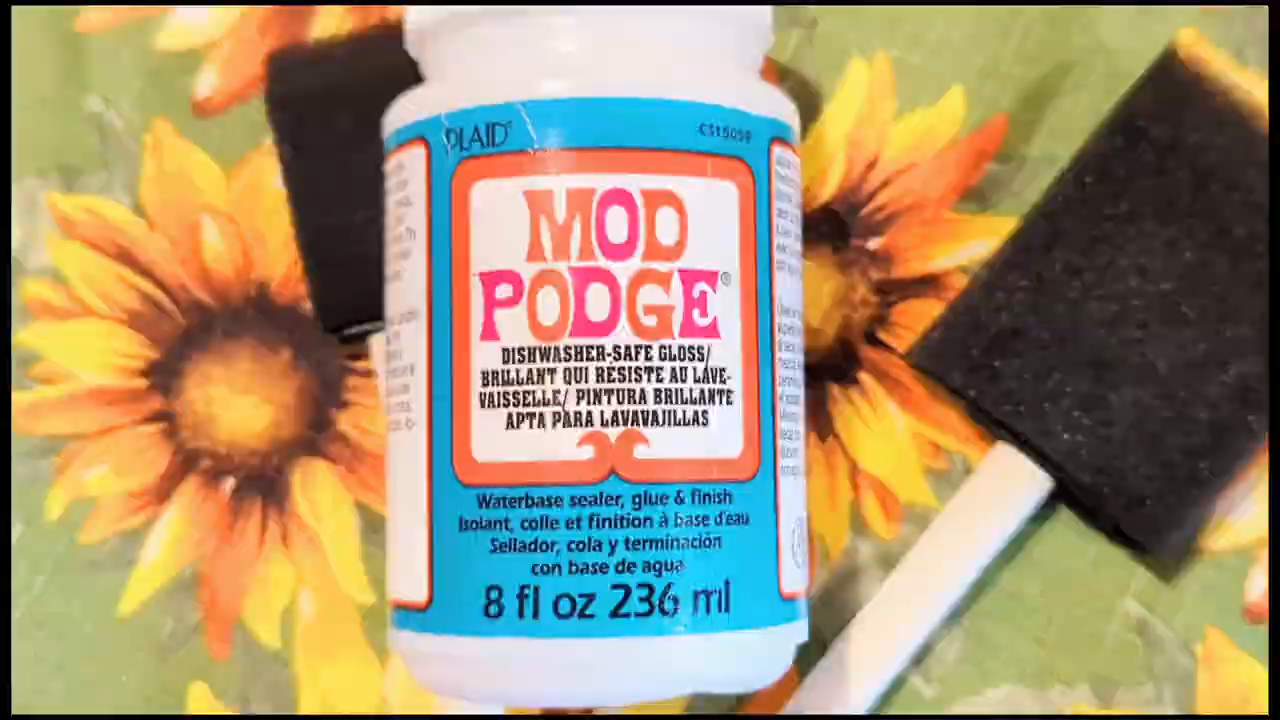 PLAID®
CS15059
MOD
PODGE®
DISHWASHER-SAFE GLOSS/
BRILLANT QUI RÉSISTE AU LAVE-
VAISSELLE/ PINTURA BRILLANTE
APTA PARA LAVAVAJILLAS
Waterbase sealer, glue & finish
Isolant, colle et finition à base d'eau
Sellador, cola y terminación
con base de agua
8 fl oz 236 ml